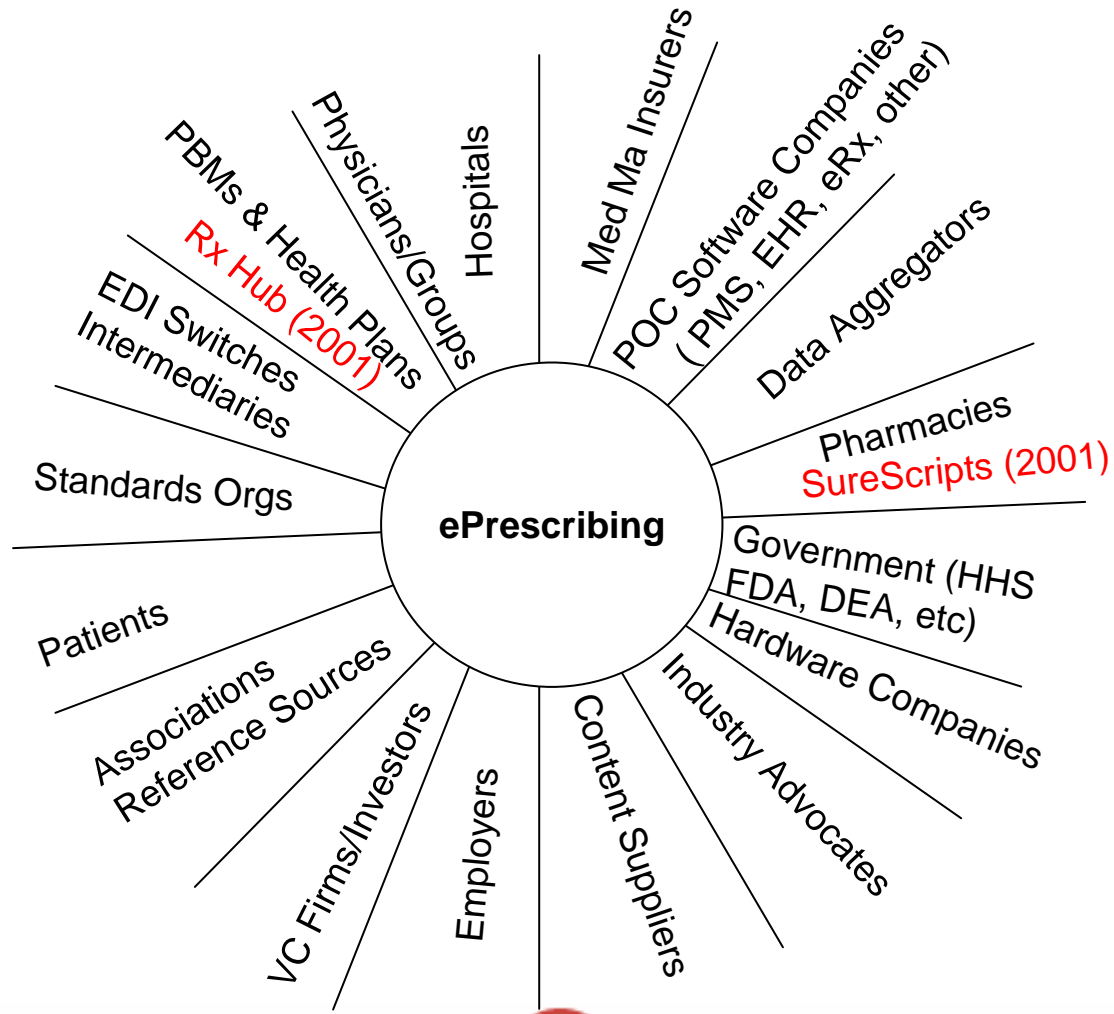 Hospitals
Med Ma Insurers
POC Software Companies
( PMS, EHR, eRx, other)
Data Aggregators
Pharmacies
SureScripts (2001)
Government (HHS
FDA, DEA, etc)
Hardware Companies
Industry Advocates
Content Suppliers
Employers
VC Firms/Investors
Associations
Reference Sources
Patients
Standards Orgs
EDI Switches
Intermediaries
PBMs & Health Plans
Rx Hub (2001)
Physicians/Groups
ePrescribing